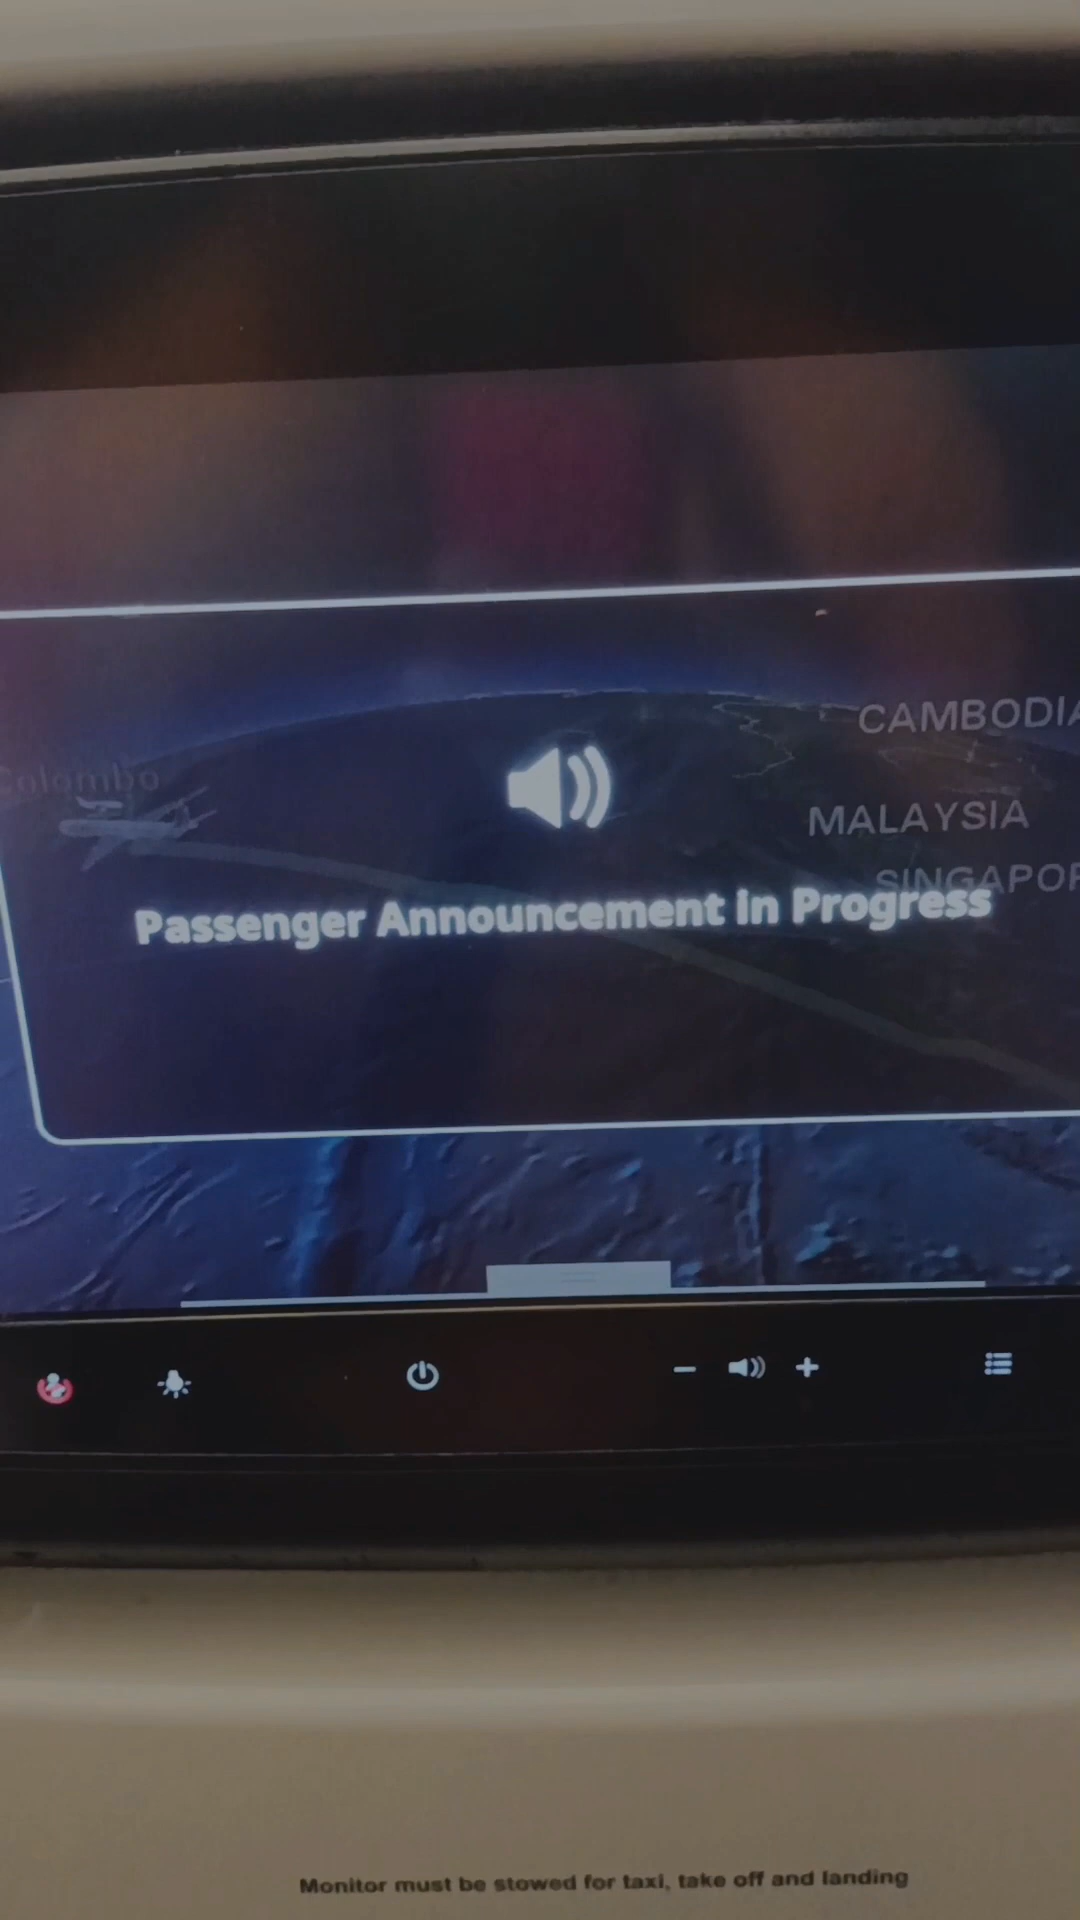 CAMBODIA
Colombo
MALAYSIA
SINGAPOR
Passenger Announcement in Progress
Monitor must be stowed for taxi, take off and landing